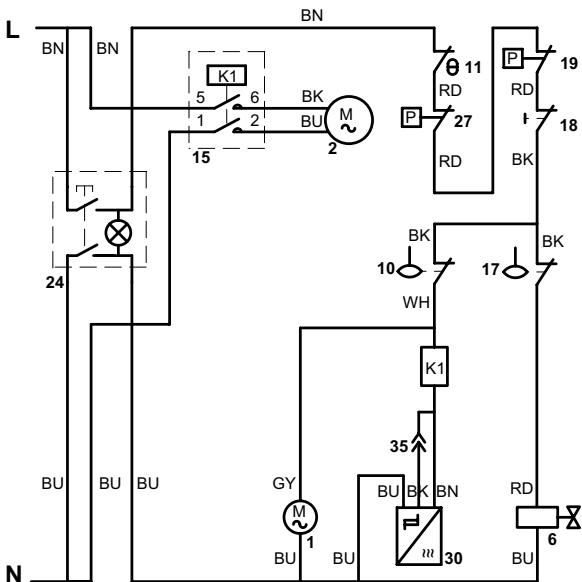 BN
L
BN BN
P 19
K1
11
RD RD
5 6 BK
M
P 27
18
1 2 BU
15 2
RD BK
BK BK
10 17
24
WH
K1
35
BU BU BU GY BU BK BN RD
M
1 30 6
BU BU BU
N